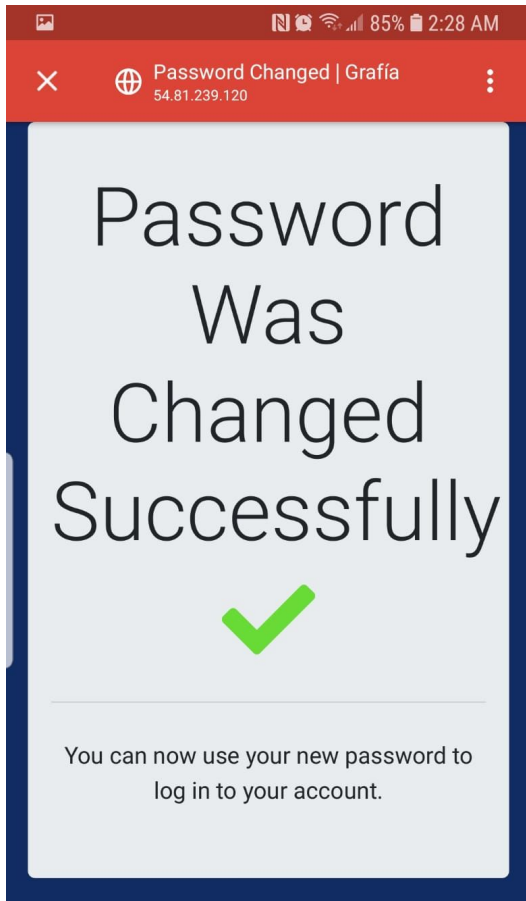 85% 2:28 AM
Password Changed | Grafía
54.81.239.120
Password
Was
Changed
Successfully
You can now use your new password to
log in to your account.